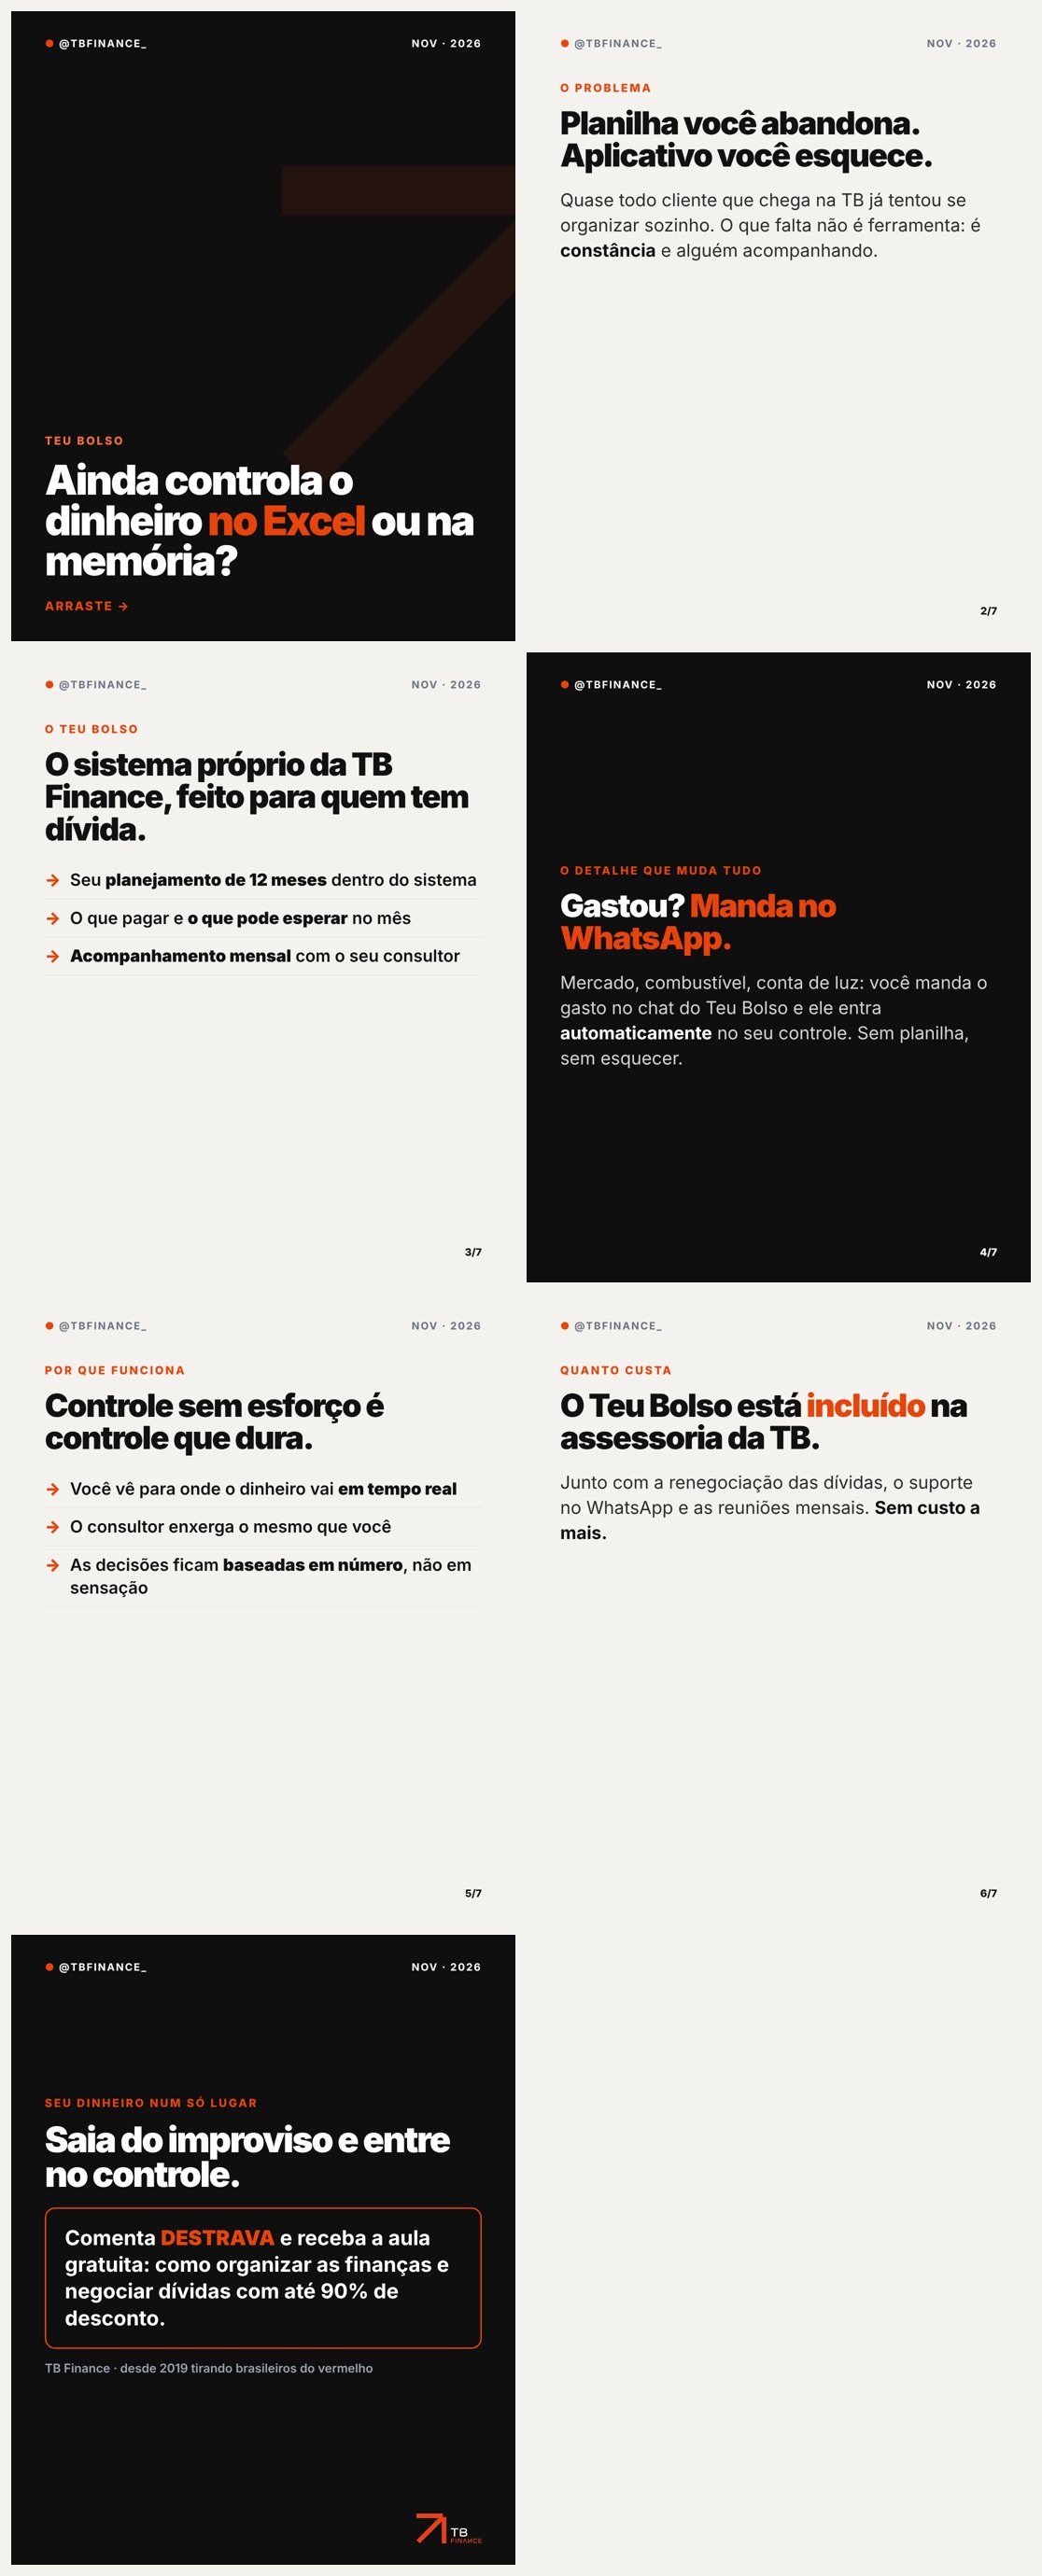 @TBFINANCE_
NOV · 2026
TEU BOLSO
Ainda controla o
dinheiro no Excel ou na
memória?
ARRASTE →
@TBFINANCE_
NOV · 2026
O PROBLEMA
Planilha você abandona.
Aplicativo você esquece.
Quase todo cliente que chega na TB já tentou se
organizar sozinho. O que falta não é ferramenta: é
constância e alguém acompanhando.
2/7
@TBFINANCE_
NOV · 2026
O TEU BOLSO
O sistema próprio da TB
Finance, feito para quem tem
dívida.
→ Seu planejamento de 12 meses dentro do sistema
→ O que pagar e o que pode esperar no mês
→ Acompanhamento mensal com o seu consultor
3/7
@TBFINANCE_
NOV · 2026
O DETALHE QUE MUDA TUDO
Gastou? Manda no
WhatsApp.
Mercado, combustível, conta de luz: você manda o
gasto no chat do Teu Bolso e ele entra
automaticamente no seu controle. Sem planilha,
sem esquecer.
4/7
@TBFINANCE_
NOV · 2026
POR QUE FUNCIONA
Controle sem esforço é
controle que dura.
→ Você vê para onde o dinheiro vai em tempo real
→ O consultor enxerga o mesmo que você
→ As decisões ficam baseadas em número, não em
sensação
5/7
@TBFINANCE_
NOV · 2026
QUANTO CUSTA
O Teu Bolso está incluído na
assessoria da TB.
Junto com a renegociação das dívidas, o suporte
no WhatsApp e as reuniões mensais. Sem custo a
mais.
6/7
@TBFINANCE_
NOV · 2026
SEU DINHEIRO NUM SÓ LUGAR
Saia do improviso e entre
no controle.
Comenta DESTRAVA e receba a aula
gratuita: como organizar as finanças e
negociar dívidas com até 90% de
desconto.
TB Finance · desde 2019 tirando brasileiros do vermelho
TB
FINANCE